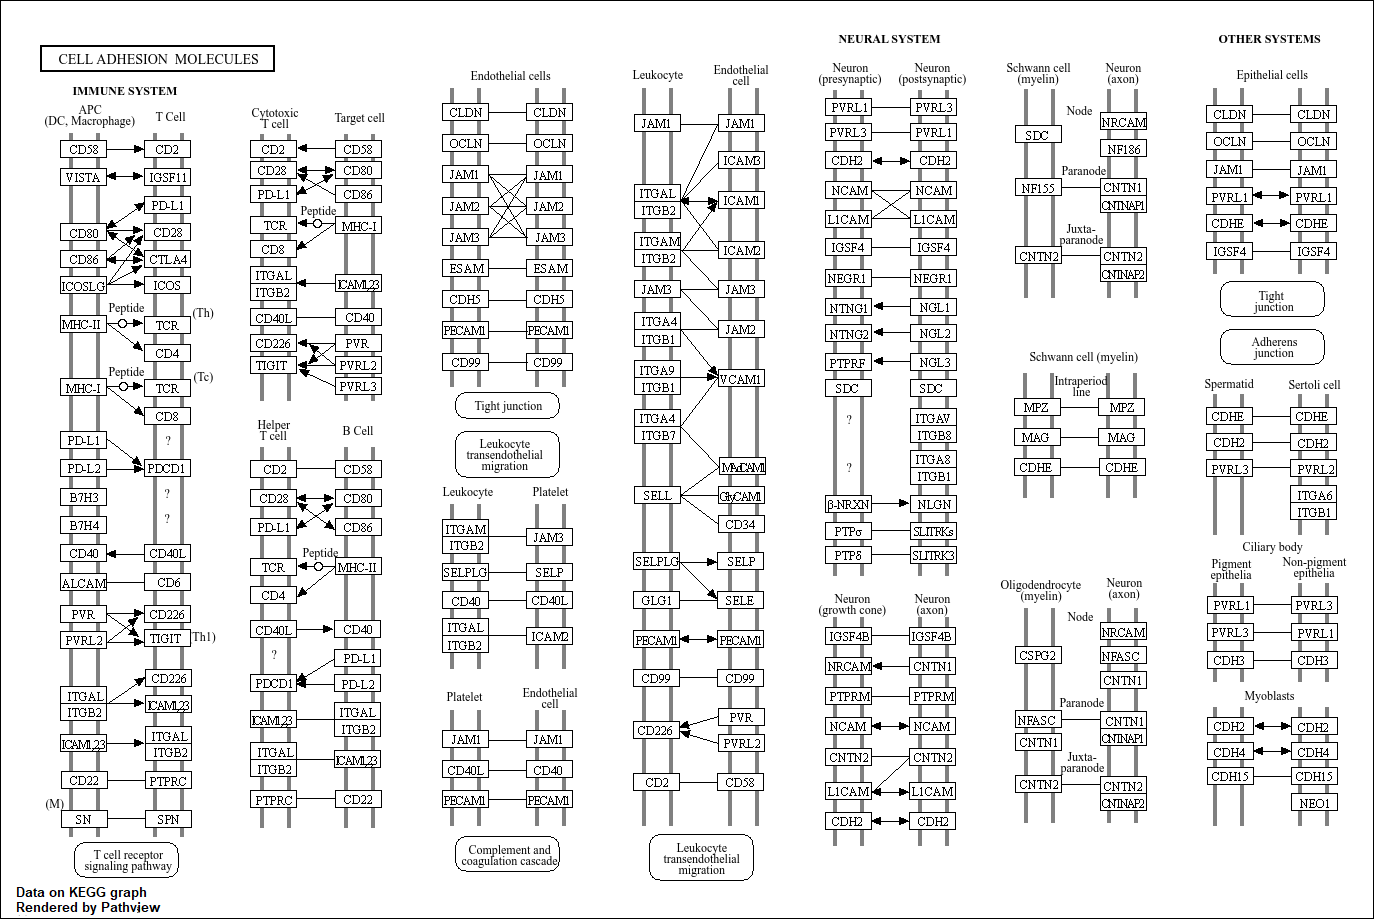 CELL ADHESION MOLECULES
IMMUNE SYSTEM
APC
(DC, Macrophage)
T Cell
CD58
CD2
VISTA
IGSF11
PD-L1
CD80
CD28
CD86
CTLA4
ICOSLG
ICOS
Peptide
(Th)
MHC-II
TCR
CD4
Peptide
(Tc)
MHC-I
TCR
CD8
PD-L1
?
PD-L2
PDCD1
B7H3
?
B7H4
?
CD40
CD40L
ALCAM
CD6
PVR
CD226
PVRL2
TIGIT
Th1)
CD226
ITGAL
ITGB2
ICAM1,2,3
ICAM1,2,3
ITGAL
ITGB2
CD22
PTPRC
(M)
SN
SPN
T cell receptor
signaling pathway
Cytotoxic
T cell
Target cell
CD2
CD58
CD28
CD80
PD-L1
CD86
Peptide
TCR
MHC-I
CD8
ITGAL
ITGB2
ICAM1,2,3
CD40L
CD40
CD226
PVR
TIGIT
PVRL2
PVRL3
Helper
T cell
B Cell
CD2
CD58
CD28
CD80
PD-L1
CD86
Peptide
TCR
MHC-II
CD4
CD40L
CD40
?
PD-L1
PDCD1
PD-L2
ICAM1,2,3
ITGAL
ITGB2
ITGAL
ITGB2
ICAM1,2,3
PTPRC
CD22
Endothelial cells
CLDN
CLDN
OCLN
OCLN
JAM1
JAM1
JAM2
JAM2
JAM3
JAM3
ESAM
ESAM
CDH5
CDH5
PECAM1
PECAM1
CD99
CD99
Tight junction
Leukocyte
transendothelial
migration
Leukocyte
Platelet
ITGAM
ITGB2
JAM3
SELPLG
SELP
CD40
CD40L
ITGAL
ITGB2
ICAM2
Platelet
Endothelial
cell
JAM1
JAM1
CD40L
CD40
PECAM1
PECAM1
Complement and
coagulation cascade
Leukocyte
Endothelial
cell
JAM1
JAM1
ICAM3
ITGAL
ITGB2
ICAM1
ITGAM
ITGB2
ICAM2
JAM3
JAM3
ITGA4
ITGB1
JAM2
ITGA9
ITGB1
VCAM1
ITGA4
ITGB7
MAdCAM1
SELL
GlyCAM1
CD34
SELPLG
SELP
GLG1
SELE
PECAM1
PECAM1
CD99
CD99
CD226
PVR
PVRL2
CD2
CD58
Leukocyte
transendothelial
migration
NEURAL SYSTEM
Neuron
(presynaptic)
Neuron
(postsynaptic)
PVRL1
PVRL3
PVRL3
PVRL1
CDH2
CDH2
NCAM
NCAM
L1CAM
L1CAM
IGSF4
IGSF4
NEGR1
NEGR1
NTNG1
NGL1
NTNG2
NGL2
PTPRF
NGL3
SDC
SDC
?
ITGAV
ITGB8
?
ITGA8
ITGB1
β-NRXN
NLGN
PTPσ
SLITRKs
PTPδ
SLITRK3
Neuron
(growth cone)
Neuron
(axon)
IGSF4B
IGSF4B
NRCAM
CNTN1
PTPRM
PTPRM
NCAM
NCAM
CNTN2
CNTN2
L1CAM
L1CAM
CDH2
CDH2
Schwann cell
(myelin)
Neuron
(axon)
Node
NRCAM
SDC
NF186
Paranode
NF155
CNTN1
CNTNAP1
Juxta-
paranode
CNTN2
CNTN2
CNTNAP2
Schwann cell (myelin)
Intraperiod
line
MPZ
MPZ
MAG
MAG
CDHE
CDHE
Oligodendrocyte
(myelin)
Neuron
(axon)
Node
NRCAM
CSPG2
NFASC
CNTN1
Paranode
NFASC
CNTN1
CNTNAP1
CNTN1
Juxta-
paranode
CNTN2
CNTN2
CNTNAP2
OTHER SYSTEMS
Epithelial cells
CLDN
CLDN
OCLN
OCLN
JAM1
JAM1
PVRL1
PVRL1
CDHE
CDHE
IGSF4
IGSF4
Tight
junction
Adherens
junction
Spermatid
Sertoli cell
CDHE
CDHE
CDH2
CDH2
PVRL3
PVRL2
ITGA6
ITGB1
Ciliary body
Pigment
epithelia
Non-pigment
epithelia
PVRL1
PVRL3
PVRL3
PVRL1
CDH3
CDH3
Myoblasts
CDH2
CDH2
CDH4
CDH4
CDH15
CDH15
NEO1
Data on KEGG graph
Rendered by Pathview